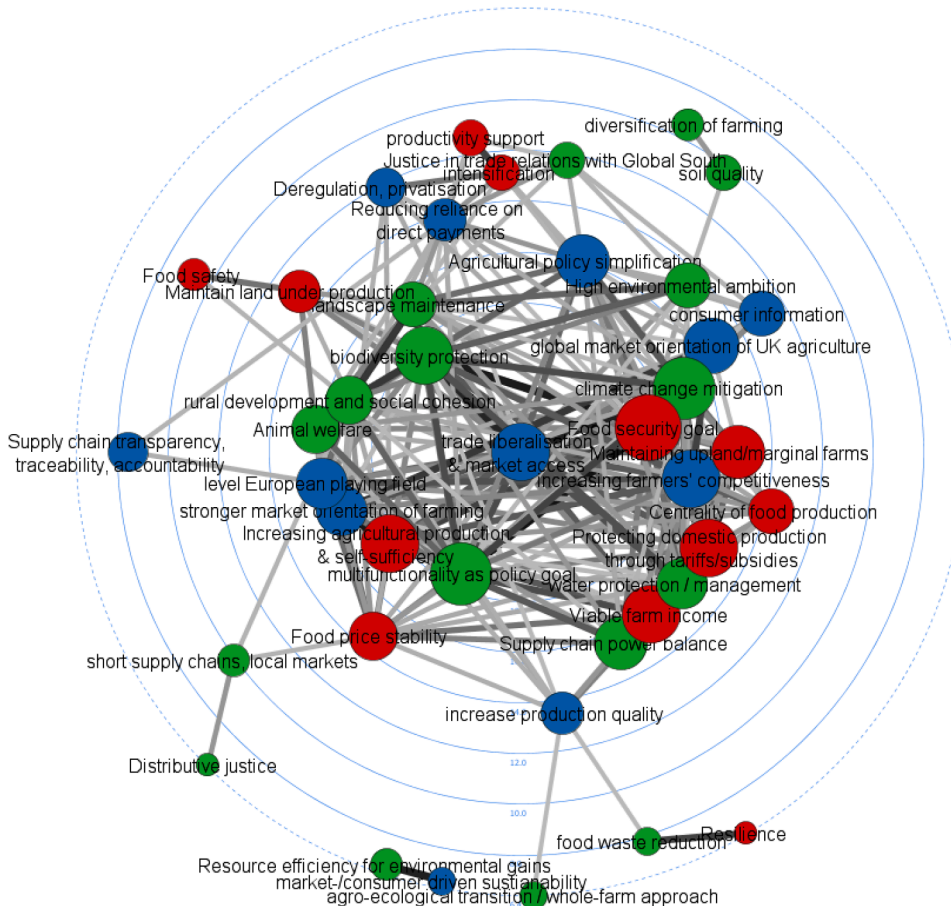 diversification of farming
productivity support
Justice in trade relations with Global South
intensification
soil quality
Deregulation, privatisation
Reducing reliance on
direct payments
Agricultural policy simplification
Food safety
High environmental ambition
Maintain land under production
landscape maintenance
consumer information
global market orientation of UK agriculture
biodiversity protection
climate change mitigation
rural development and social cohesion
Food security goal
Animal welfare
trade liberalisation
& market access
Supply chain transparency,
traceability, accountability
Maintaining upland/marginal farms
level European playing field
increasing farmers' competitiveness
stronger market orientation of farming
Centrality of food production
Increasing agricultural production
& self-sufficiency
Protecting domestic production
through tariffs/subsidies
multifunctionality as policy goal
water protection / management
Viable farm income
Food price stability
Supply chain power balance
short supply chains, local markets
increase production quality
Distributive justice
12.0
10.0
Resilience
food waste reduction
Resource efficiency for environmental gains
market-/consumer driven sustianability
agro-ecological transition / whole-farm approach